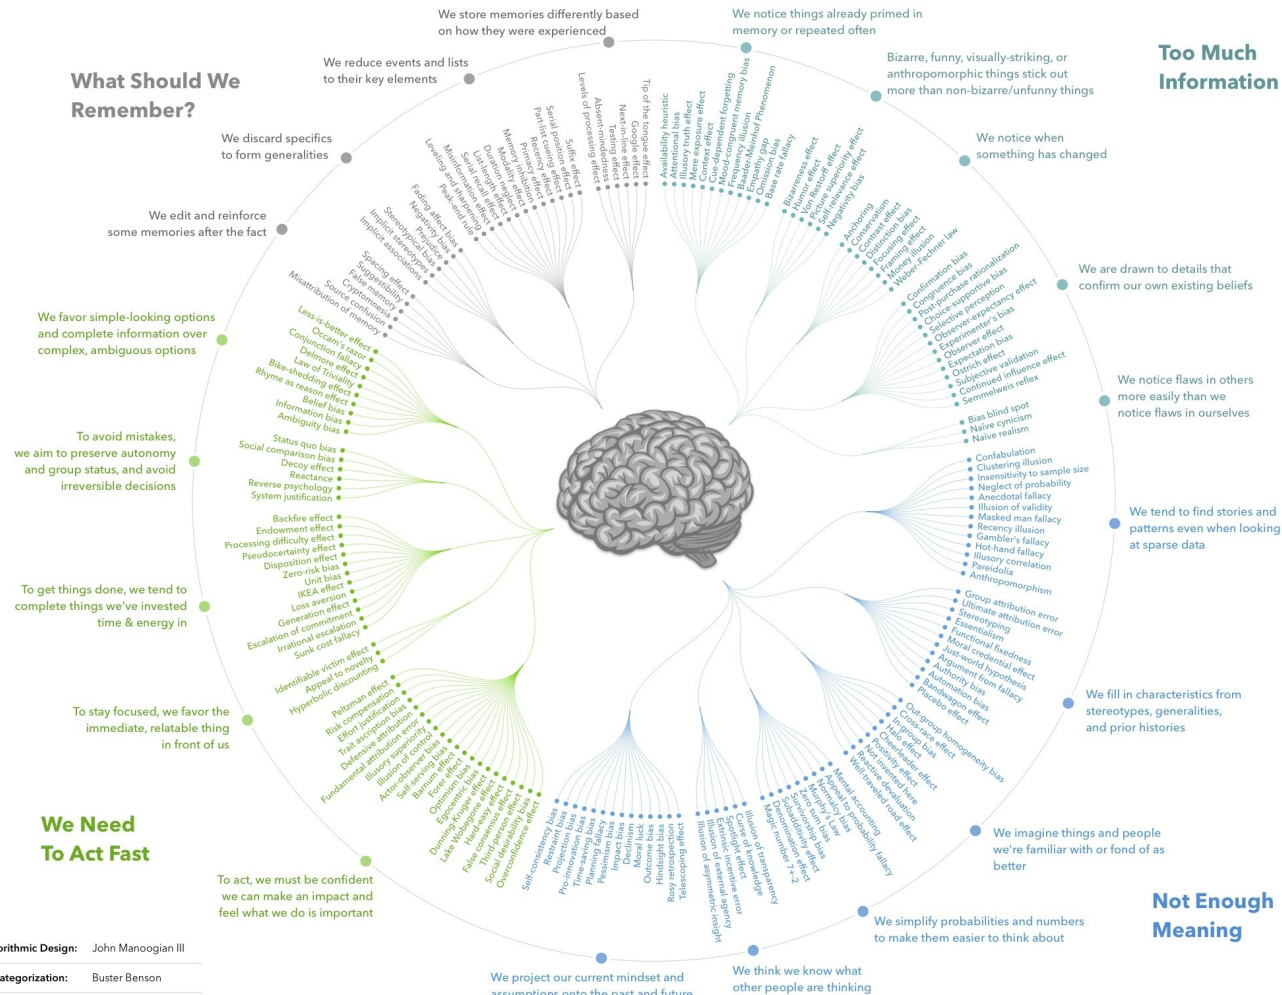 What Should We
Remember?
We store memories differently based
on how they were experienced
We reduce events and lists
to their key elements
We discard specifics
to form generalities
We edit and reinforce
some memories after the fact
Too Much
Information
We notice things already primed in
memory or repeated often
Bizarre, funny, visually-striking, or
anthropomorphic things stick out
more than non-bizarre/unfunny things
We notice when
something has changed
We are drawn to details that
confirm our own existing beliefs
We notice flaws in others
more easily than we
notice flaws in ourselves
Tip of the tongue effect
Google effect
Next-in-line effect
Testing effect
Absent-mindedness
Levels of processing effect
Suffix effect
Serial position effect
Part-list cueing effect
Recency effect
Primacy effect
Memory inhibition
Modality effect
Duration neglect
List-length effect
Serial recall effect
Misinformation effect
Leveling and sharpening
Peak-end rule
Fading affect bias
Negativity bias
Prejudice
Stereotypical bias
Implicit stereotypes
Implicit associations
Spacing effect
Suggestibility
False memory
Cryptomnesia
Source confusion
Misattribution of memory
Availability heuristic
Attentional bias
Illusory truth effect
Mere exposure effect
Context effect
Cue-dependent forgetting
Mood-congruent memory bias
Frequency illusion
Baader-Meinhof Phenomenon
Empathy gap
Omission bias
Base rate fallacy
Bizarreness effect
Humor effect
Von Restorff effect
Picture superiority effect
Self-relevance effect
Negativity bias
Anchoring
Conservatism
Contrast effect
Distinction bias
Focusing effect
Framing effect
Money illusion
Weber–Fechner law
Confirmation bias
Congruence bias
Post-purchase rationalization
Choice-supportive bias
Selective perception
Observer-expectancy effect
Experimenter's bias
Observer effect
Expectation bias
Ostrich effect
Subjective validation
Continued influence effect
Semmelweis reflex
Bias blind spot
Naïve cynicism
Naïve realism
We favor simple-looking options
and complete information over
complex, ambiguous options
To avoid mistakes,
we aim to preserve autonomy
and group status, and avoid
irreversible decisions
To get things done, we tend to
complete things we've invested
time & energy in
To stay focused, we favor the
immediate, relatable thing
in front of us
To act, we must be confident
we can make an impact and
feel what we do is important
We Need
To Act Fast
Less-is-better effect
Occam's razor
Conjunction fallacy
Delmore effect
Law of Triviality
Bike-shedding effect
Rhyme as reason effect
Belief bias
Information bias
Ambiguity bias
Status quo bias
Social comparison bias
Decoy effect
Reactance
Reverse psychology
System justification
Backfire effect
Endowment effect
Processing difficulty effect
Pseudocertainty effect
Disposition effect
Zero-risk bias
Unit bias
IKEA effect
Loss aversion
Generation effect
Escalation of commitment
Irrational escalation
Sunk cost fallacy
Identifiable victim effect
Appeal to novelty
Hyperbolic discounting
Peltzman effect
Risk compensation
Effort justification
Trait ascription bias
Defensive attribution
Fundamental attribution error
Illusory superiority
Illusion of control
Actor-observer bias
Self-serving bias
Barnum effect
Forer effect
Optimism bias
Egocentric bias
Dunning-Kruger effect
Lake Wobegone effect
Hard-easy effect
False consensus effect
Third-person effect
Social desirability bias
Overconfidence effect
We tend to find stories and
patterns even when looking
at sparse data
We fill in characteristics from
stereotypes, generalities,
and prior histories
We imagine things and people
we're familiar with or fond of as
better
We simplify probabilities and numbers
to make them easier to think about
We think we know what
other people are thinking
We project our current mindset and
assumptions onto the past and future
Not Enough
Meaning
Confabulation
Clustering illusion
Insensitivity to sample size
Neglect of probability
Anecdotal fallacy
Illusion of validity
Masked man fallacy
Recency illusion
Gambler's fallacy
Hot-hand fallacy
Illusory correlation
Pareidolia
Anthropomorphism
Group attribution error
Ultimate attribution error
Stereotyping
Essentialism
Functional fixedness
Moral credential effect
Just-world hypothesis
Argument from fallacy
Authority bias
Automation bias
Bandwagon effect
Placebo effect
Out-group homogeneity bias
Cross-race effect
In-group bias
Halo effect
Cheerleader effect
Positivity effect
Not invented here
Reactive devaluation
Well-traveled road effect
Mental accounting
Appeal to probability fallacy
Normalcy bias
Murphy's Law
Zero sum bias
Survivorship bias
Subadditivity effect
Denomination effect
Magic number 7+-2
Illusion of transparency
Curse of knowledge
Spotlight effect
Extrinsic incentive error
Illusion of external agency
Illusion of asymmetric insight
Telescoping effect
Rosy retrospection
Hindsight bias
Outcome bias
Moral luck
Declinism
Impact bias
Pessimism bias
Planning fallacy
Time-saving bias
Pro-innovation bias
Projection bias
Restraint bias
Self-consistency bias
orithmic Design: John Manoogian III
ategorization: Buster Benson